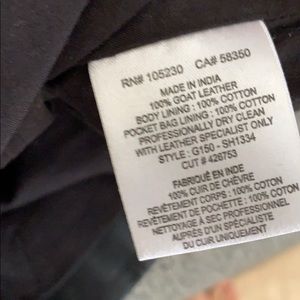 RN# 105230 CA# 58350
MADE IN INDIA
100% GOAT LEATHER
BODY LINING : 100% COTTON
POCKET BAG LINING : 100% COTTON
PROFESSIONALLY DRY CLEAN
WITH LEATHER SPECIALIST ONLY
STYLE : G150 - SH1334
CUT # 426753
FABRIQUÉ EN INDE
100% CUIR DE CHÈVRE
REVÊTEMENT CORPS : 100% COTON
REVÊTEMENT DE POCHETTE : 100% COTON
NETTOYAGE À SEC PROFESSIONNEL
AUPRÈS D'UN SPÉCIALISTE
DU CUIR UNIQUEMENT